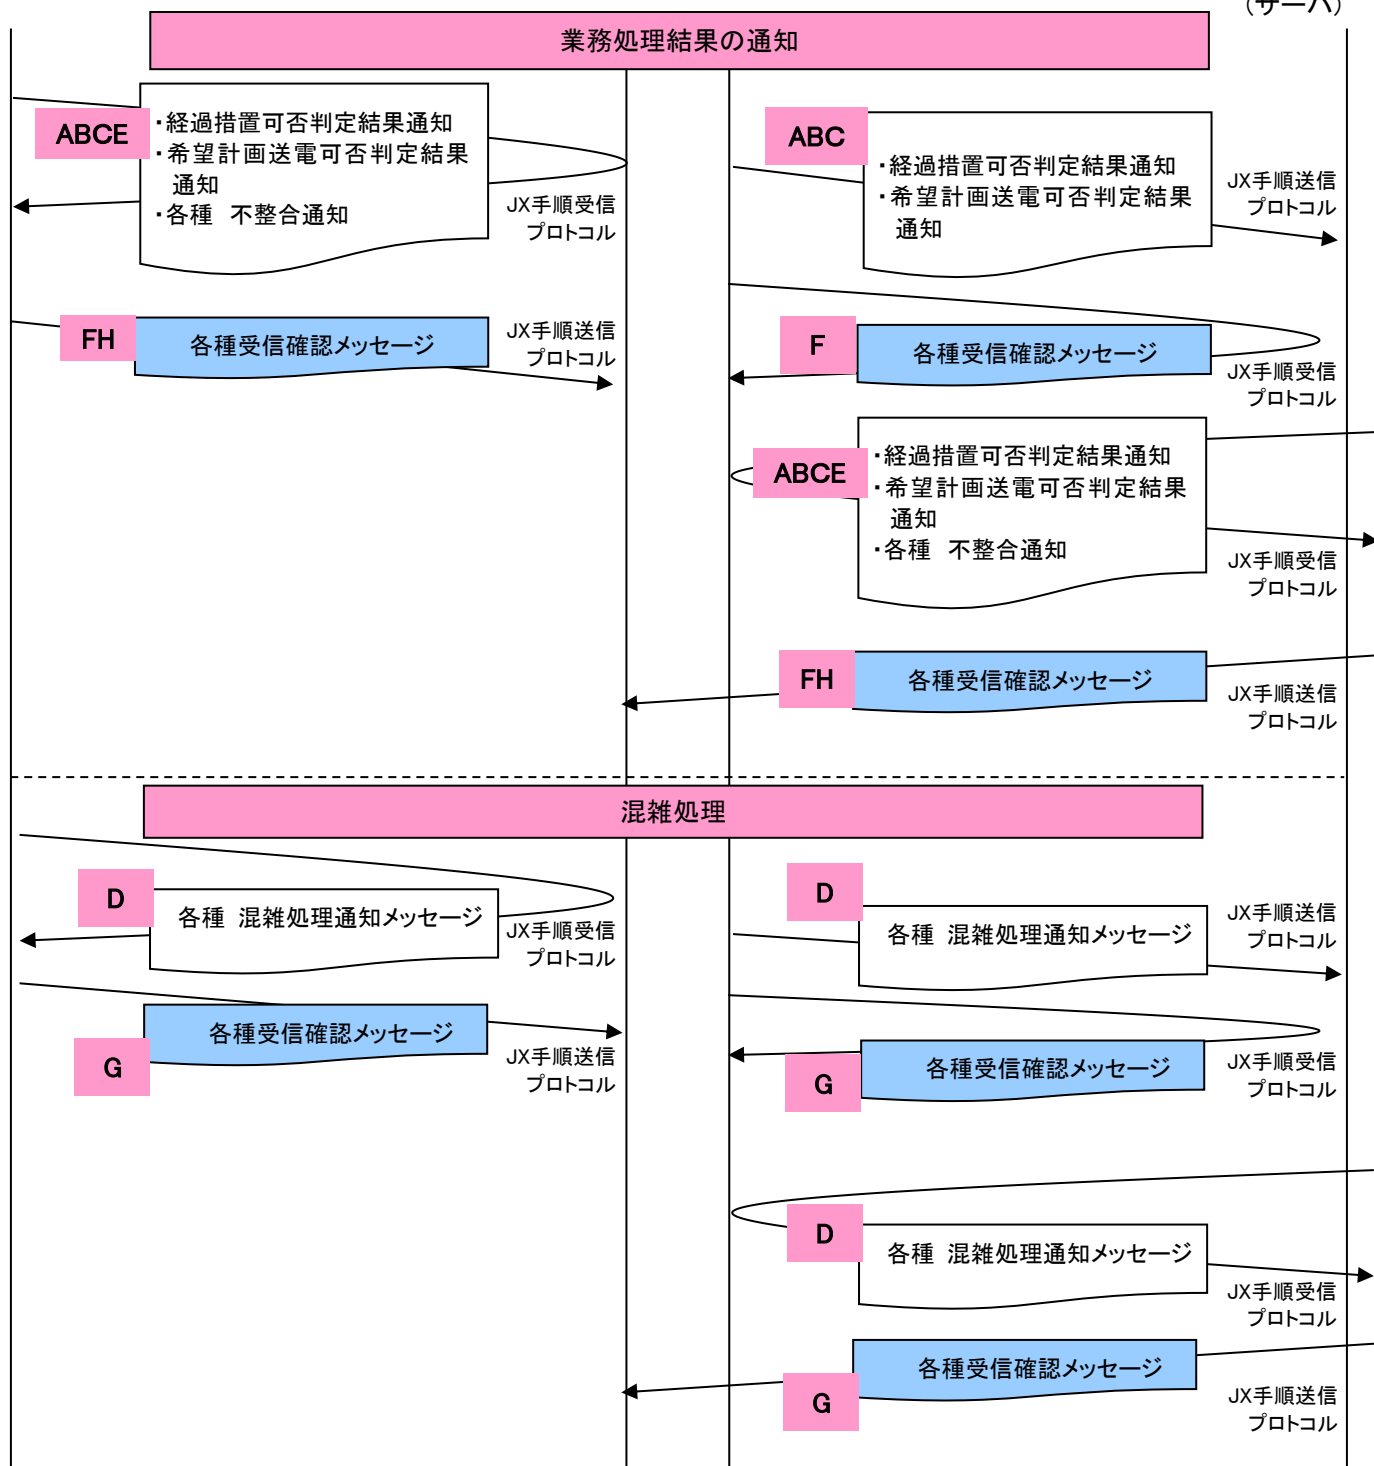 （サーバ）
業務処理結果の通知
ABCE
・経過措置可否判定結果通知
・希望計画送電可否判定結果
通知
・各種　不整合通知
JX手順受信
プロトコル
ABC
・経過措置可否判定結果通知
・希望計画送電可否判定結果
通知
JX手順送信
プロトコル
FH
各種受信確認メッセージ
JX手順送信
プロトコル
F
各種受信確認メッセージ
JX手順受信
プロトコル
ABCE
・経過措置可否判定結果通知
・希望計画送電可否判定結果
通知
・各種　不整合通知
JX手順受信
プロトコル
FH
各種受信確認メッセージ
JX手順送信
プロトコル
混雑処理
D
各種 混雑処理通知メッセージ
JX手順受信
プロトコル
D
各種 混雑処理通知メッセージ
JX手順送信
プロトコル
G
各種受信確認メッセージ
JX手順送信
プロトコル
G
各種受信確認メッセージ
JX手順受信
プロトコル
D
各種 混雑処理通知メッセージ
JX手順受信
プロトコル
G
各種受信確認メッセージ
JX手順送信
プロトコル